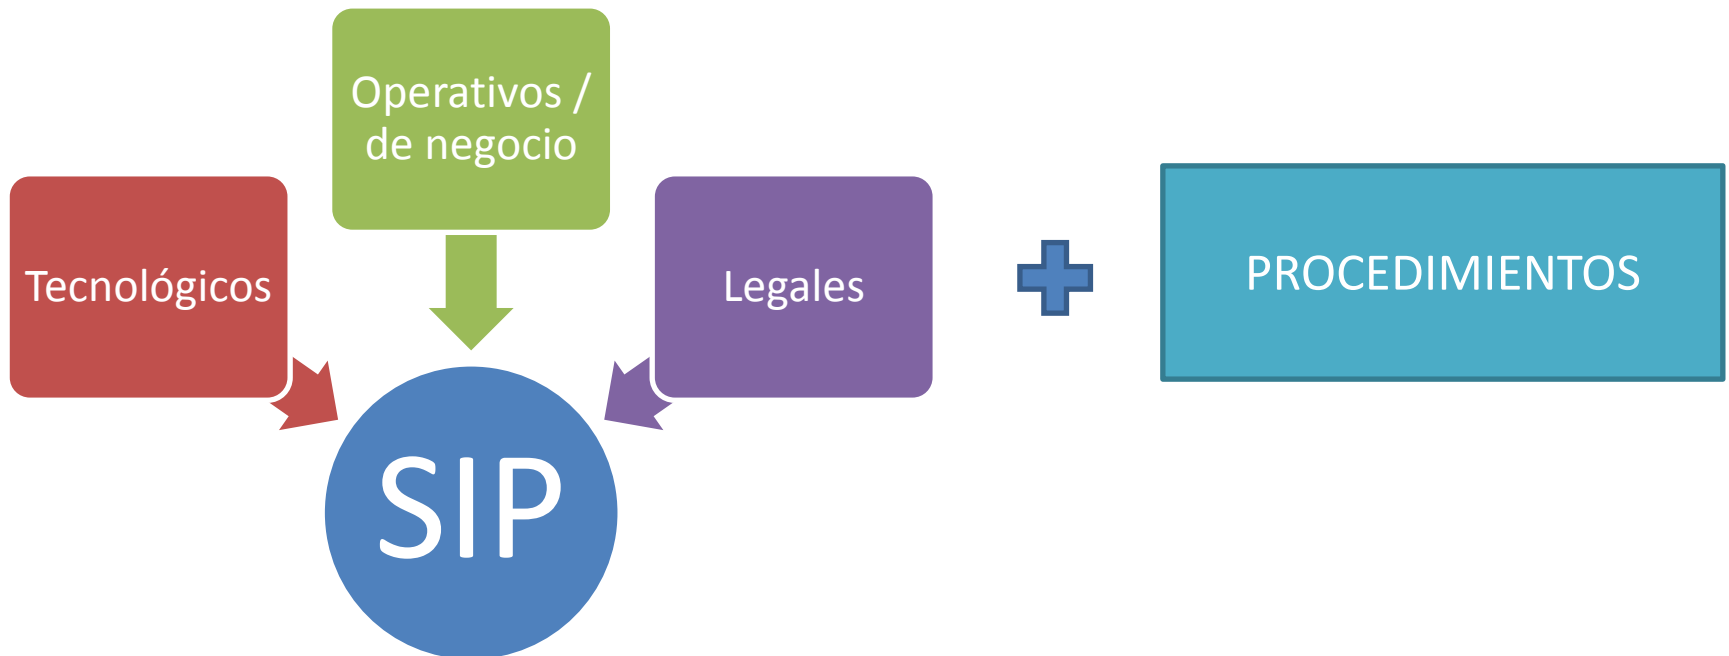 Operativos /
de negocio
Tecnológicos
Legales
PROCEDIMIENTOS
SIP